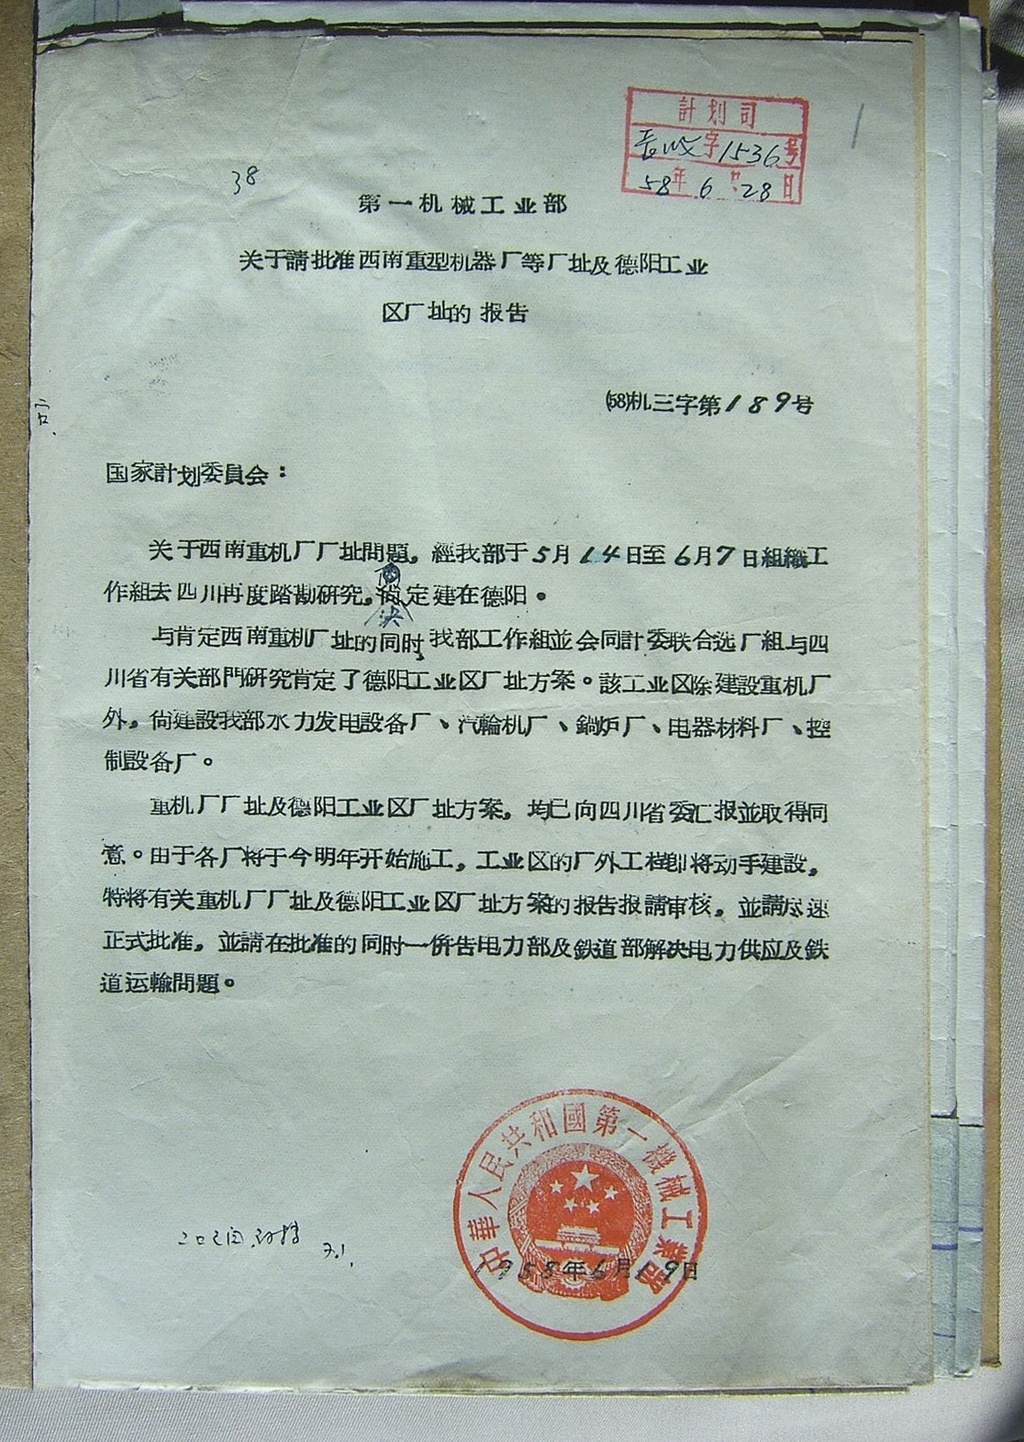 計划司
字1536号
58年6月28日
38
第一机械工业部
关于請批准西南重型机器厂等厂址及德阳工业
区厂址的报告
(58)机三字第189号
国家計划委員会：
关于西南重机厂厂址問題，經我部于5月14日至6月7日組織工
作組去四川再度踏勘研究，决定建在德阳。
与肯定西南重机厂址的同时，我部工作組並会同計委联合选厂組与四
川省有关部門研究肯定了德阳工业区厂址方案。該工业区除建設重机厂
外，尙建設我部水力发电設备厂、汽輪机厂、鍋炉厂、电器材料厂、控
制設备厂。
重机厂厂址及德阳工业区厂址方案，均已向四川省委汇报並取得同
意。由于各厂将于今明年开始施工，工业区的厂外工程即将动手建設，
特将有关重机厂厂址及德阳工业区厂址方案的报告报請审核，並請尽速
正式批准，並請在批准的同时一併告电力部及鉄道部解决电力供应及鉄
道运輸問題。
中華人民共和國第一機械工業部
1958年6月19日